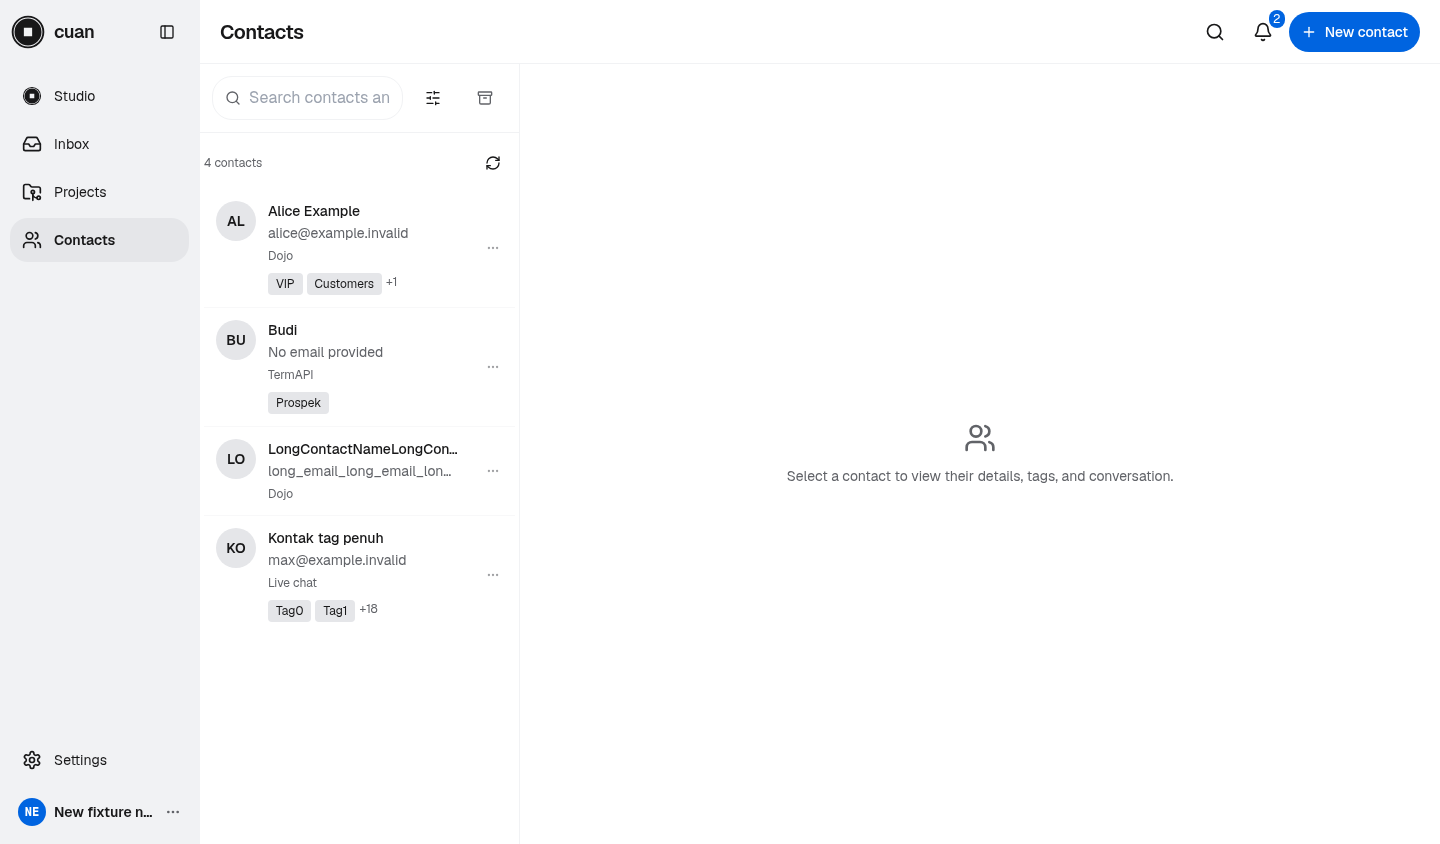 cuan
Studio
Inbox
Projects
Contacts
Settings
NE New fixture n...
Contacts
2
New contact
Search contacts an
4 contacts
AL
Alice Example
alice@example.invalid
Dojo
VIP Customers +1
BU
Budi
No email provided
TermAPI
Prospek
LO
LongContactNameLongCon...
long_email_long_email_lon...
Dojo
KO
Kontak tag penuh
max@example.invalid
Live chat
Tag0 Tag1 +18
Select a contact to view their details, tags, and conversation.